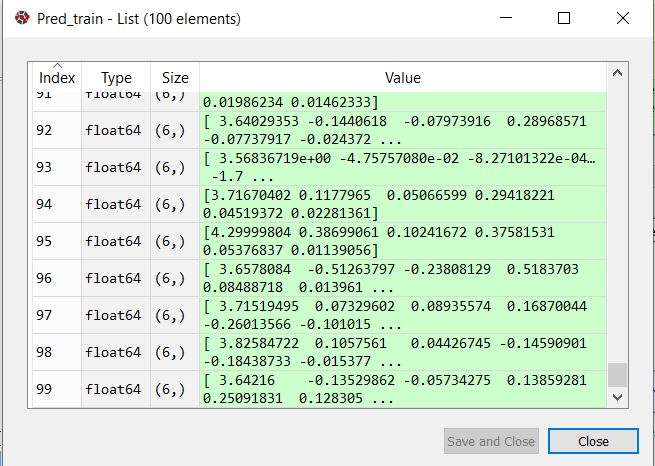 Pred_train - List (100 elements)
Index Type Size Value
91 float64 (6,)
0.01986234 0.01462333]
92 float64 (6,) [ 3.64029353 -0.1440618 -0.07973916 0.28968571
-0.07737917 -0.024372 ...
93 float64 (6,) [ 3.56836719e+00 -4.75757080e-02 -8.27101322e-04…
-1.7 ...
94 float64 (6,) [3.71670402 0.1177965 0.05066599 0.29418221
0.04519372 0.02281361]
95 float64 (6,) [4.29999804 0.38699061 0.10241672 0.37581531
0.05376837 0.01139056]
96 float64 (6,) [ 3.6578084 -0.51263797 -0.23808129 0.5183703
0.08488718 0.013961 ...
97 float64 (6,) [ 3.71519495 0.07329602 0.08935574 0.16870044
-0.26013566 -0.101015 ...
98 float64 (6,) [ 3.82584722 0.1057561 0.04426745 -0.14590901
-0.18438733 -0.015377 ...
99 float64 (6,) [ 3.64216 -0.13529862 -0.05734275 0.13859281
0.25091831 0.128305 ...
Save and Close Close